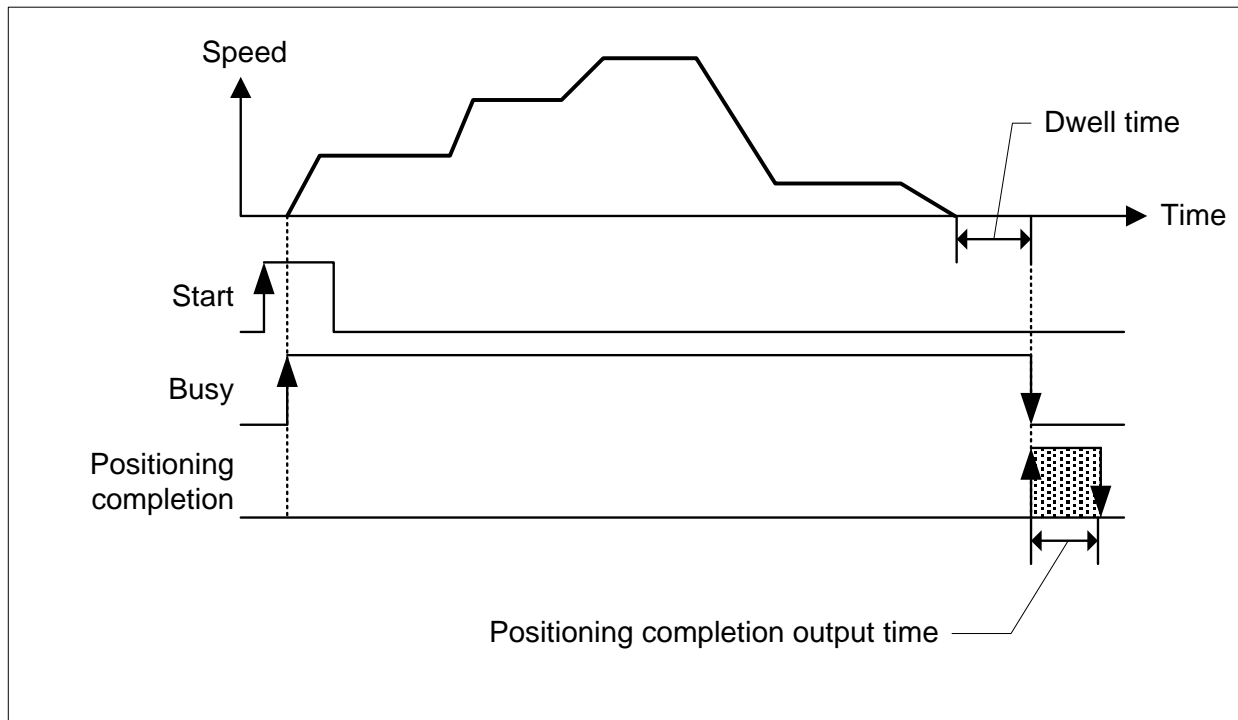 Speed
Dwell time
Time
Start
Busy
Positioning
completion
Positioning completion output time